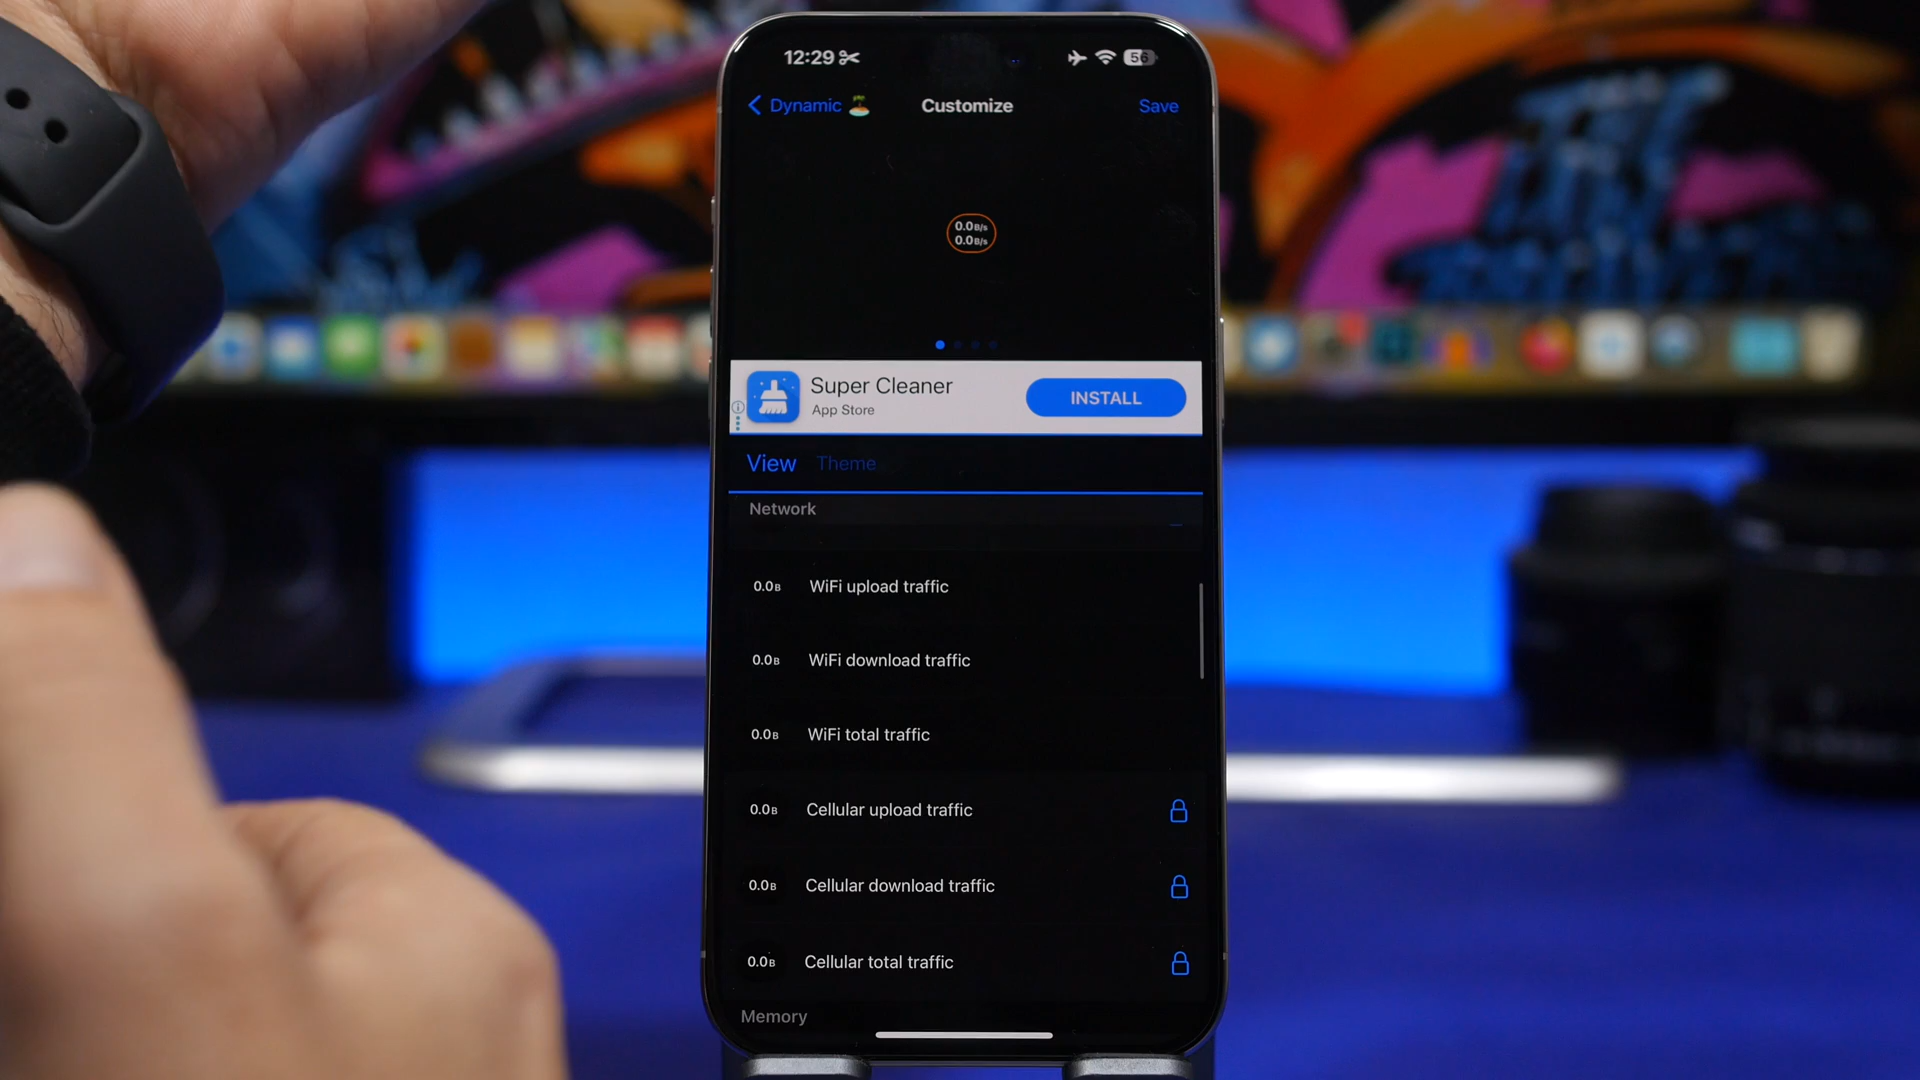 12:29
56
Dynamic 🏝
Customize
Save
0.0B/s
0.0B/s
Super Cleaner
App Store
INSTALL
View
Theme
Network
0.0B WiFi upload traffic
0.0B WiFi download traffic
0.0B WiFi total traffic
0.0B Cellular upload traffic
0.0B Cellular download traffic
0.0B Cellular total traffic
Memory